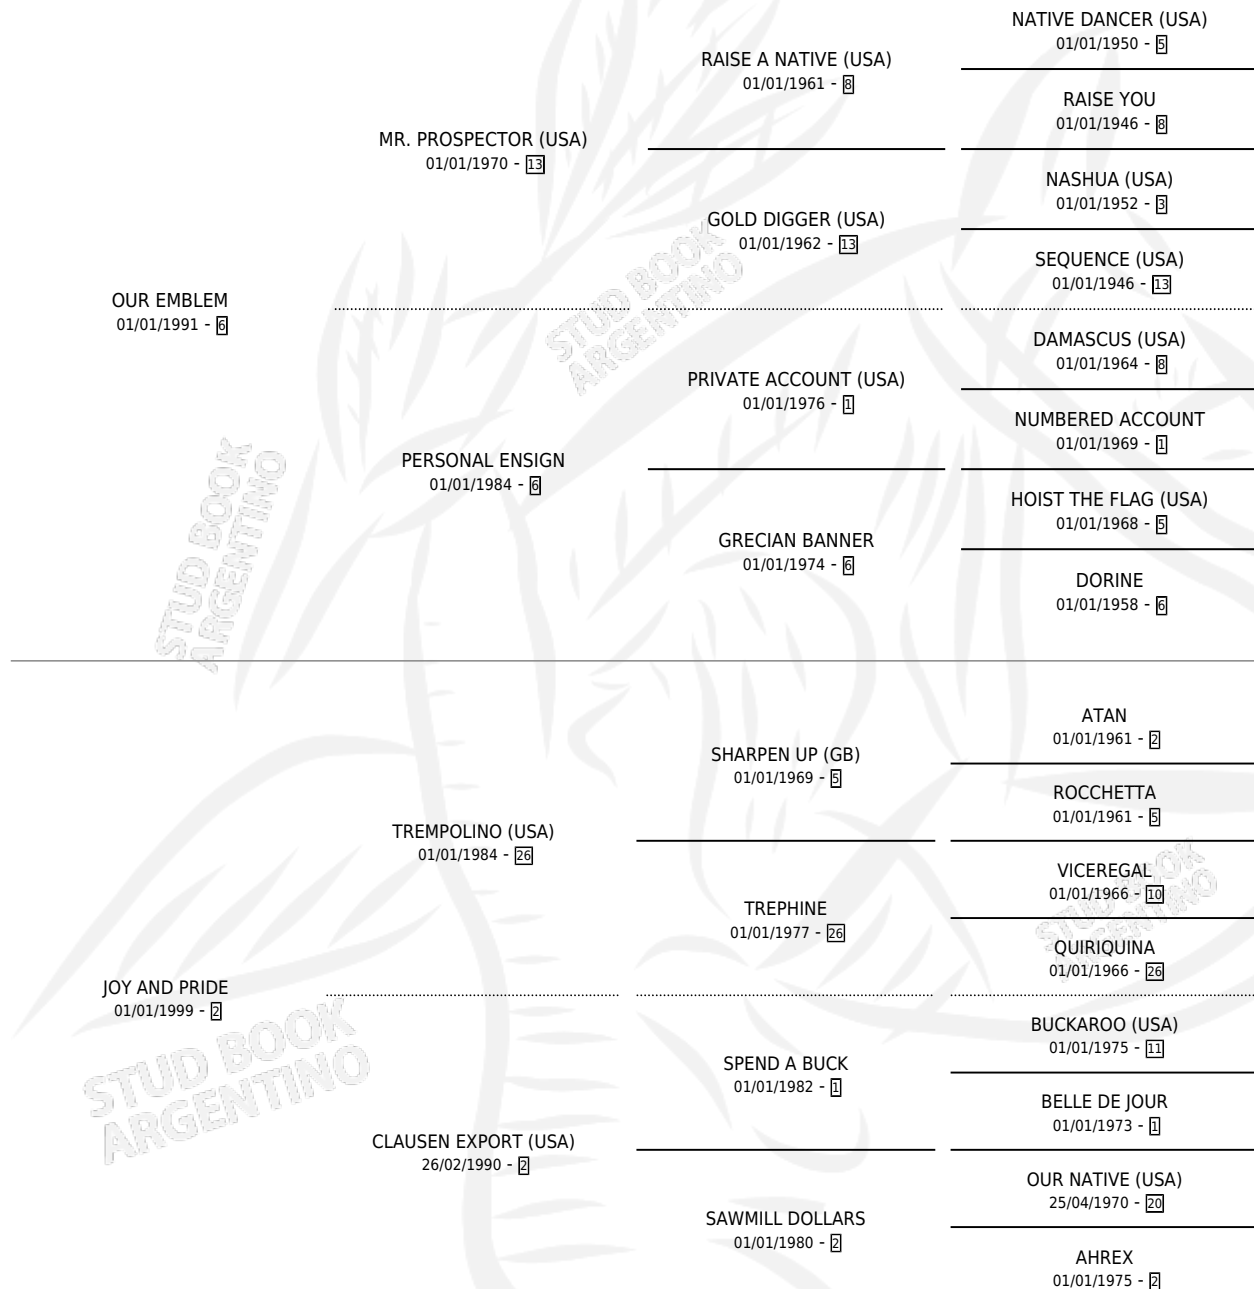 NATIVE DANCER (USA)
01/01/1950 - 5
RAISE A NATIVE (USA)
01/01/1961 - 8
RAISE YOU
01/01/1946 - 8
MR. PROSPECTOR (USA)
01/01/1970 - 13
NASHUA (USA)
01/01/1952 - 3
GOLD DIGGER (USA)
01/01/1962 - 13
SEQUENCE (USA)
01/01/1946 - 13
OUR EMBLEM
01/01/1991 - 6
STUD BOOK
ARGENTINO
DAMASCUS (USA)
01/01/1964 - 8
PRIVATE ACCOUNT (USA)
01/01/1976 - 1
NUMBERED ACCOUNT
01/01/1969 - 1
PERSONAL ENSIGN
01/01/1984 - 6
HOIST THE FLAG (USA)
01/01/1968 - 5
GRECIAN BANNER
01/01/1974 - 6
DORINE
01/01/1958 - 6
STUD BOOK
ARGENTINO
ATAN
01/01/1961 - 2
SHARPEN UP (GB)
01/01/1969 - 5
ROCCHETTA
01/01/1961 - 5
TREMPOLINO (USA)
01/01/1984 - 26
VICEREGAL
01/01/1966 - 10
TREPHINE
01/01/1977 - 26
QUIRIQUINA
01/01/1966 - 26
STUD BOOK
ARGENTINO
JOY AND PRIDE
01/01/1999 - 2
BUCKAROO (USA)
01/01/1975 - 11
SPEND A BUCK
01/01/1982 - 1
BELLE DE JOUR
01/01/1973 - 1
STUD BOOK
ARGENTINO
CLAUSEN EXPORT (USA)
26/02/1990 - 2
OUR NATIVE (USA)
25/04/1970 - 20
SAWMILL DOLLARS
01/01/1980 - 2
AHREX
01/01/1975 - 2